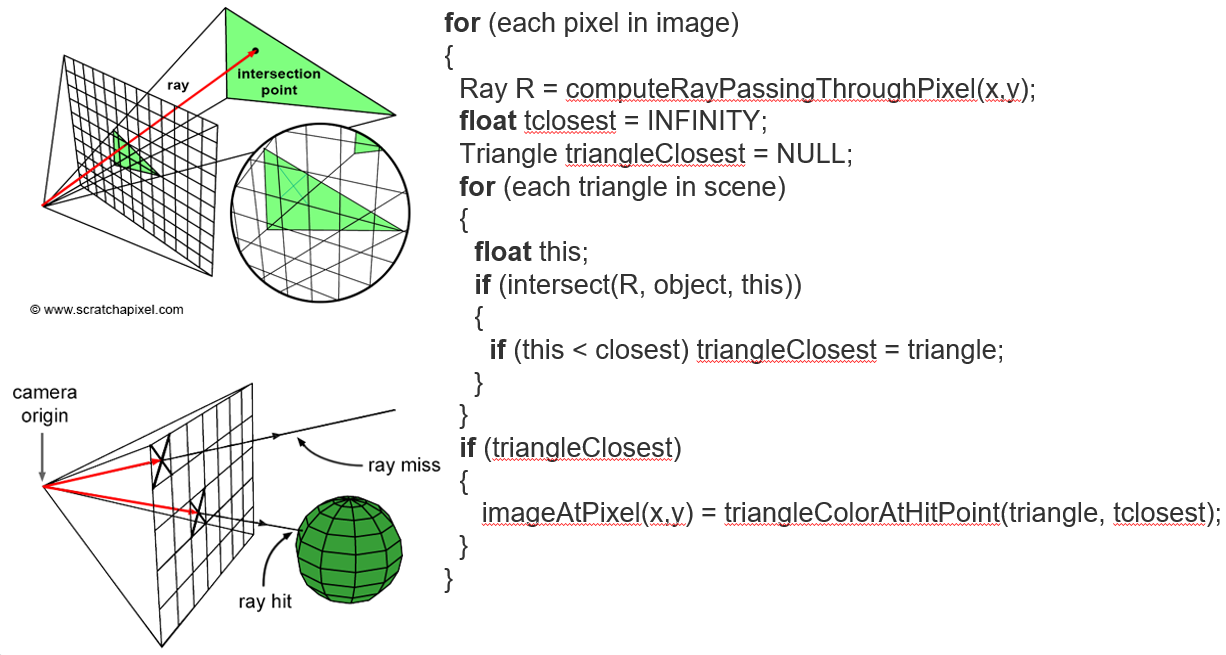 ray
intersection
point
© www.scratchapixel.com
camera
origin
ray miss
ray hit
for (each pixel in image)
{
Ray R = computeRayPassingThroughPixel(x,y);
float tclosest = INFINITY;
Triangle triangleClosest = NULL;
for (each triangle in scene)
{
float this;
if (intersect(R, object, this))
{
if (this < closest) triangleClosest = triangle;
}
}
if (triangleClosest)
{
imageAtPixel(x,y) = triangleColorAtHitPoint(triangle, tclosest);
}
}